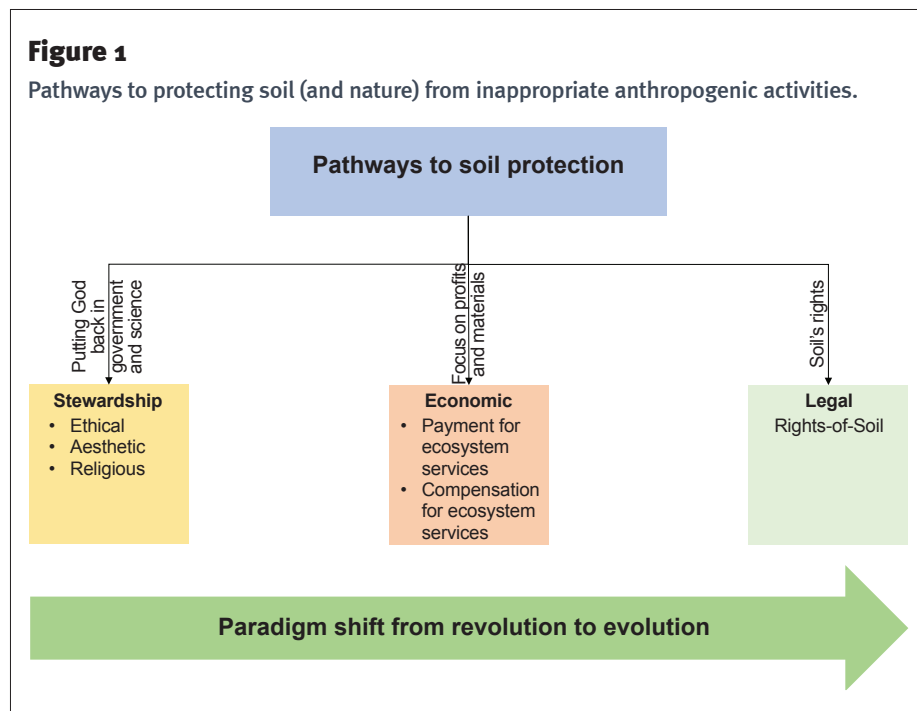 Figure 1
Pathways to protecting soil (and nature) from inappropriate anthropogenic activities.
Pathways to soil protection
Putting God
back in
government
and science
Focus on profits
and materials
Soil's rights
Stewardship
• Ethical
• Aesthetic
• Religious
Economic
• Payment for
ecosystem
services
• Compensation
for ecosystem
services
Legal
Rights-of-Soil
Paradigm shift from revolution to evolution